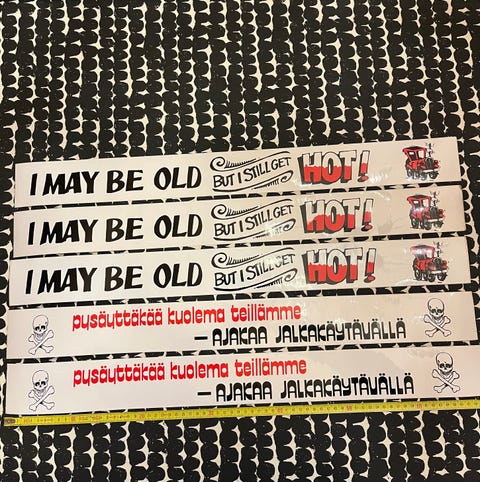 I MAY BE OLD BUT I STILL GET HOT!
I MAY BE OLD BUT I STILL GET HOT!
I MAY BE OLD BUT I STILL GET HOT!
pysäyttäkää kuolema teillämme
— AJAKAA JALKAKÄYTÄVÄLLÄ
pysäyttäkää kuolema teillämme
— AJAKAA JALKAKÄYTÄVÄLLÄ